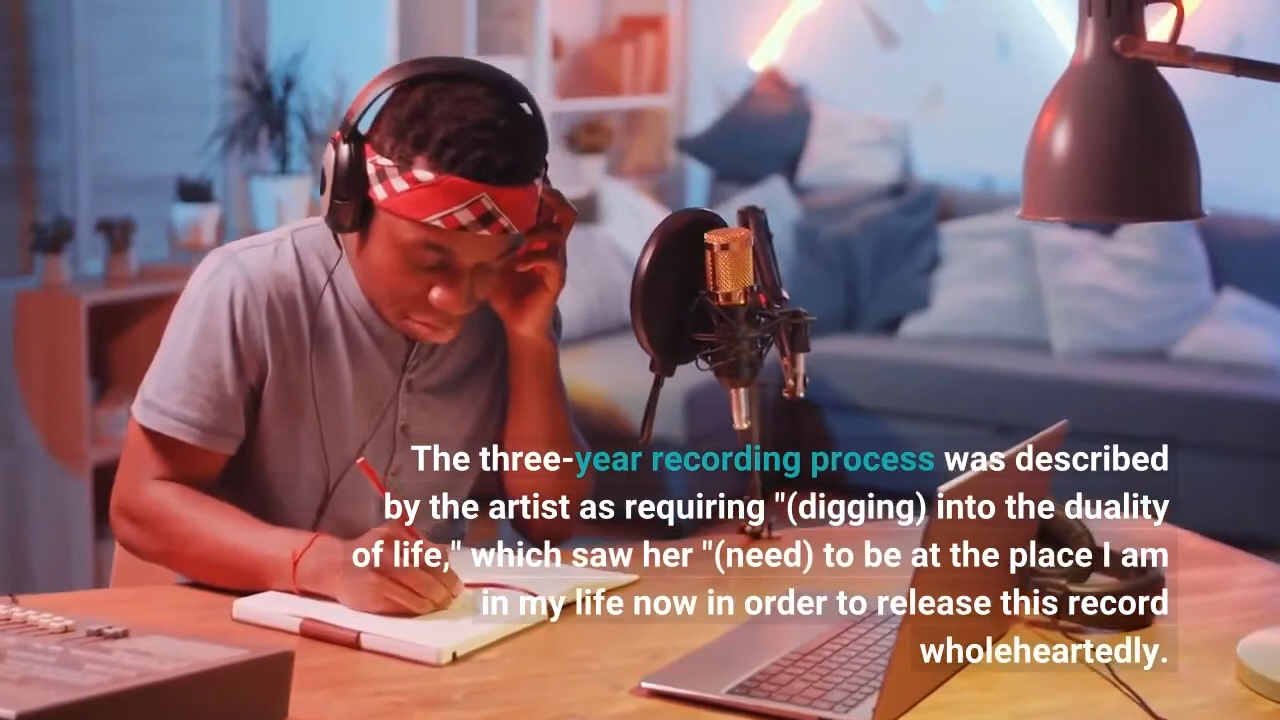 The three-year recording process was described
by the artist as requiring "(digging) into the duality
of life," which saw her "(need) to be at the place I am
in my life now in order to release this record
wholeheartedly.